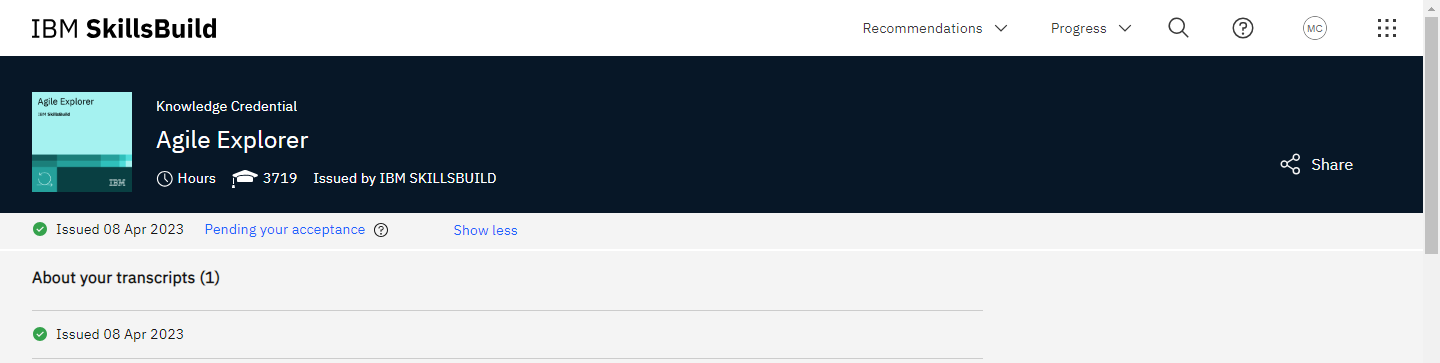 IBM SkillsBuild
Recommendations
Progress
MC
Agile Explorer
IBM SkillsBuild
IBM
Knowledge Credential
Agile Explorer
Hours 3719 Issued by IBM SKILLSBUILD
Share
Issued 08 Apr 2023 Pending your acceptance ? Show less
About your transcripts (1)
Issued 08 Apr 2023